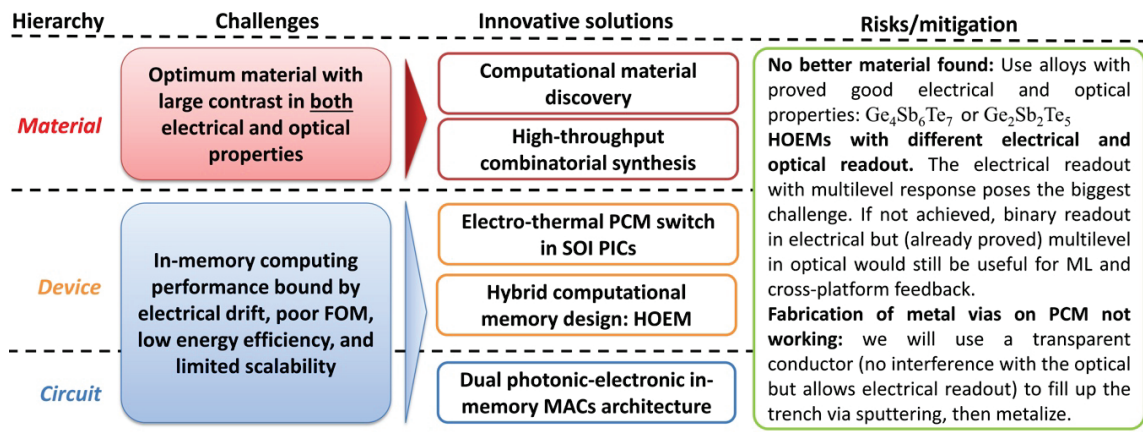 Hierarchy
Challenges
Innovative solutions
Risks/mitigation
Material
Optimum material with
large contrast in both
electrical and optical
properties
Computational material
discovery
High-throughput
combinatorial synthesis
Device
In-memory computing
performance bound by
electrical drift, poor FOM,
low energy efficiency, and
limited scalability
Electro-thermal PCM switch
in SOI PICs
Hybrid computational
memory design: HOEM
Circuit
Dual photonic-electronic in-
memory MACs architecture
No better material found: Use alloys with
proved good electrical and optical
properties: Ge₄Sb₆Te₇ or Ge₂Sb₂Te₅
HOEMs with different electrical and
optical readout. The electrical readout
with multilevel response poses the biggest
challenge. If not achieved, binary readout
in electrical but (already proved) multilevel
in optical would still be useful for ML and
cross-platform feedback.
Fabrication of metal vias on PCM not
working: we will use a transparent
conductor (no interference with the optical
but allows electrical readout) to fill up the
trench via sputtering, then metalize.